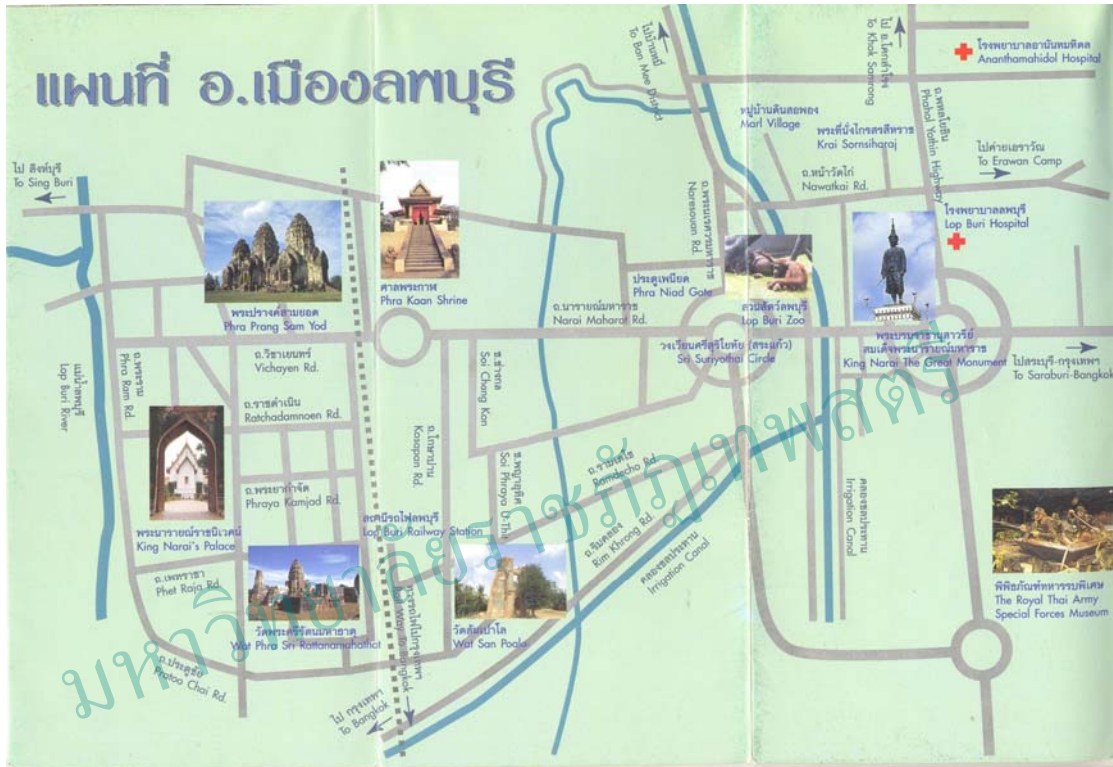 แผนที่ อ.เมืองลพบุรี
ไป สิงห์บุรี
To Sing Buri
ไปบ้านหมี่
To Ban Mee District
ไป อ.โคกสำโรง
To Khok Samrong
โรงพยาบาลอานันทมหิดล
Ananthamahidol Hospital
หมู่บ้านดินสอพอง
Marl Village
พระที่นั่งไกรสรสีหราช
Krai Sornsiharaj
ถ.พหลโยธิน
Phahol Yothin Highway
ไปค่ายเอราวัณ
To Erawan Camp
ถ.หน้าวัดไก่
Nawatkai Rd.
ถ.พระนเรศวรมหาราช
Naresouan Rd.
โรงพยาบาลลพบุรี
Lop Buri Hospital
ศาลพระกาฬ
Phra Kaan Shrine
ประตูเพนียด
Phra Niad Gate
สวนสัตว์ลพบุรี
Lop Buri Zoo
พระปรางค์สามยอด
Phra Prang Sam Yod
ถ.นารายณ์มหาราช
Narai Maharat Rd.
วงเวียนศรีสุริโยทัย (สระแก้ว)
Sri Suriyothai Circle
พระบรมราชานุสาวรีย์
สมเด็จพระนารายณ์มหาราช
King Narai The Great Monument
ไปสระบุรี-กรุงเทพฯ
To Saraburi-Bangkok
แม่น้ำลพบุรี
Lop Buri River
ถ.พระราม
Phra Ram Rd.
ถ.วิชาเยนทร์
Vichayen Rd.
ถ.ราชดำเนิน
Ratchadamnoen Rd.
ซ.ช่างกล
Soi Chang Kon
ถ.โกษาปาน
Kosapan Rd.
ซ.พญาอุทิศ
Soi Phraya U-Thit
ถ.พระยากำจัด
Phraya Kamjad Rd.
ถ.รามเดโช
Ramdecho Rd.
ถ.ริมคลอง
Rim Khrong Rd.
คลองชลประทาน
Irrigation Canal
คลองชลประทาน
Irrigation Canal
พระนารายณ์ราชนิเวศน์
King Narai's Palace
สถานีรถไฟลพบุรี
Lop Buri Railway Station
ถ.เพทราชา
Phet Raja Rd.
วัดพระศรีรัตนมหาธาตุ
Wat Phra Sri Rattanamahathat
ทางรถไฟไปกรุงเทพฯ
Rail Way To Bangkok
วัดสันเปาโล
Wat San Poalo
พิพิธภัณฑ์ทหารรบพิเศษ
The Royal Thai Army
Special Forces Museum
ถ.ประตูชัย
Pratoo Chai Rd.
ไป กรุงเทพฯ
To Bangkok
มหาวิทยาลัยราชภัฏเทพสตรี